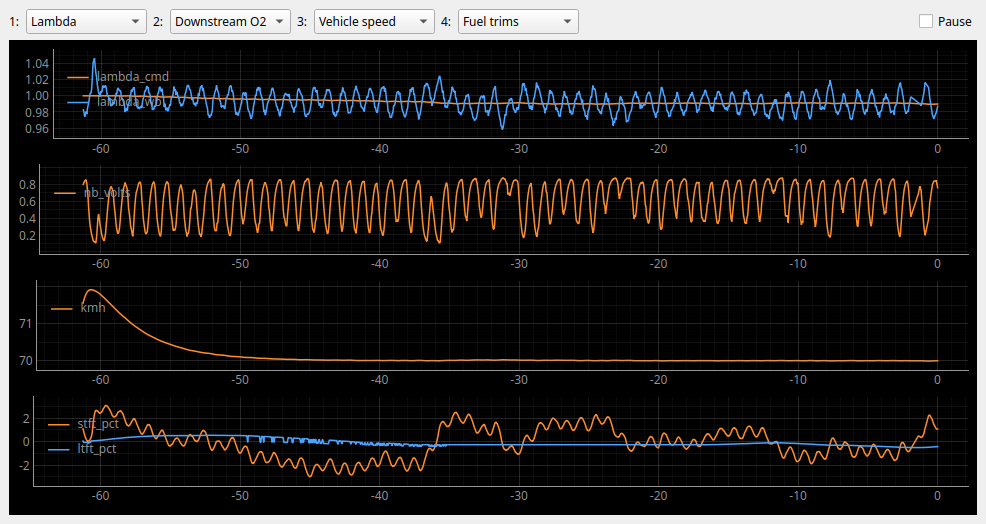 1: Lambda 2: Downstream O2 3: Vehicle speed 4: Fuel trims Pause
1.04
lambda_cmd
1.02
1.00
lambda_wb
0.98
0.96
-60 -50 -40 -30 -20 -10 0
0.8
nb_volts
0.6
0.4
0.2
-60 -50 -40 -30 -20 -10 0
kmh
71
70
-60 -50 -40 -30 -20 -10 0
2
stft_pct
0
ltft_pct
-2
-60 -50 -40 -30 -20 -10 0